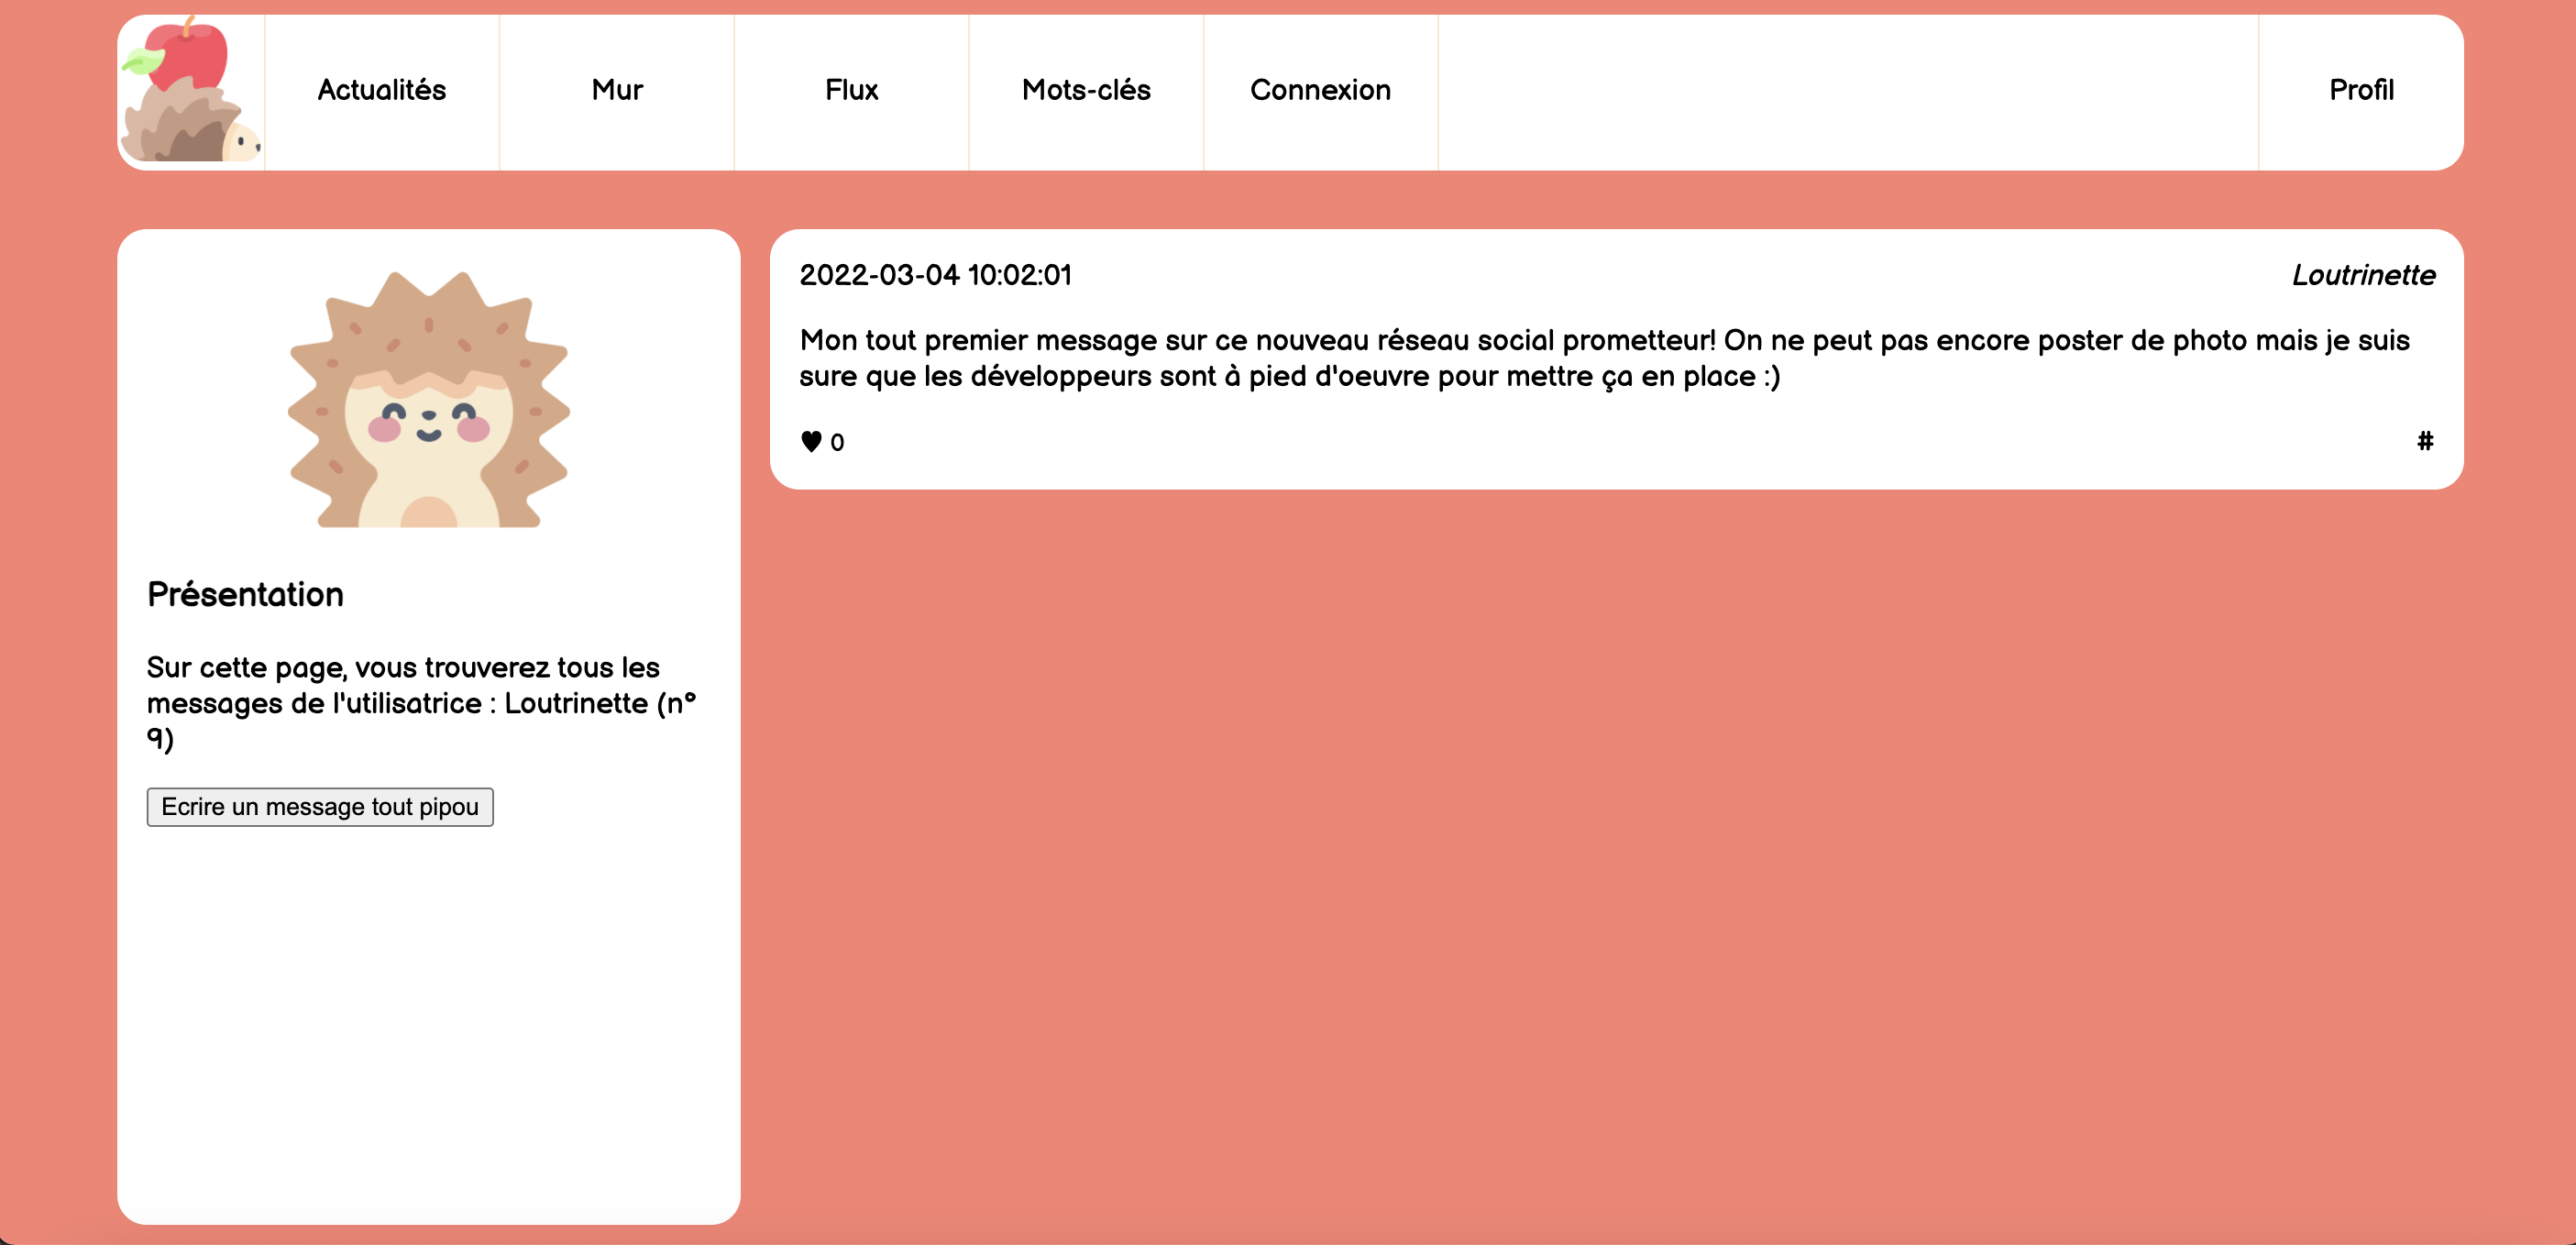 Actualités
Mur
Flux
Mots-clés
Connexion
Profil
Présentation
Sur cette page, vous trouverez tous les
messages de l'utilisatrice : Loutrinette (n°
9)
Ecrire un message tout pipou
2022-03-04 10:02:01
Loutrinette
Mon tout premier message sur ce nouveau réseau social prometteur! On ne peut pas encore poster de photo mais je suis
sure que les développeurs sont à pied d'oeuvre pour mettre ça en place :)
♥ 0
#